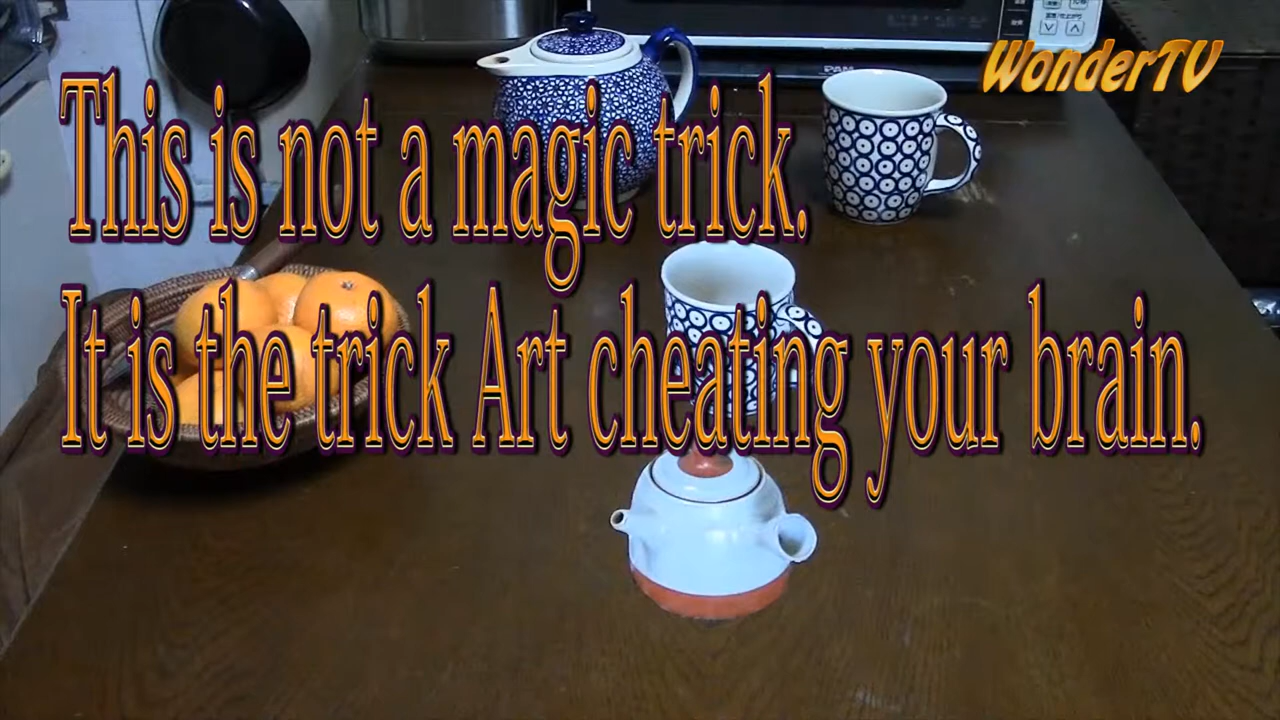 WonderTV
This is not a magic trick.
It is the trick Art cheating your brain.